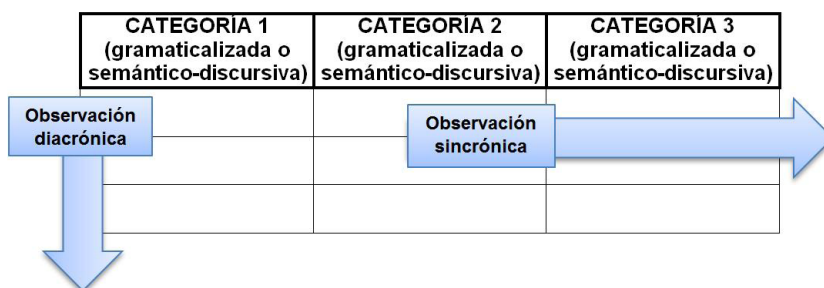 CATEGORÍA 1
(gramaticalizada o
semántico-discursiva)
CATEGORÍA 2
(gramaticalizada o
semántico-discursiva)
CATEGORÍA 3
(gramaticalizada o
semántico-discursiva)
Observación
diacrónica
Observación
sincrónica